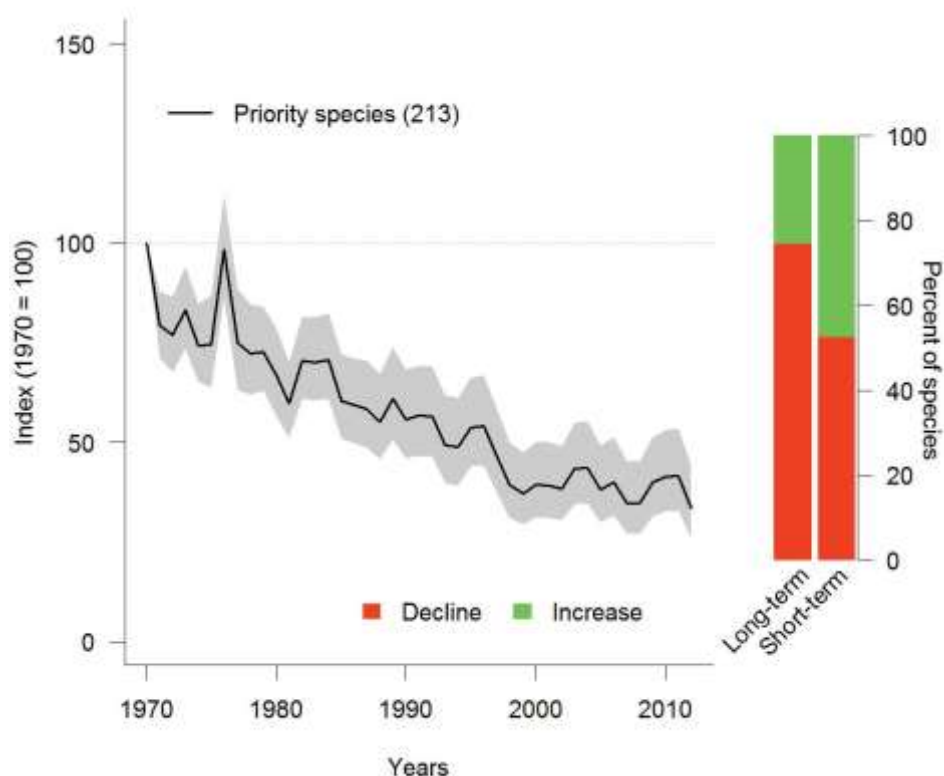 150
Priority species (213)
100
50
0
Index (1970 = 100)
Decline
Increase
1970
1980
1990
2000
2010
Years
100
80
60
40
20
0
Percent of species
Long-term
Short-term